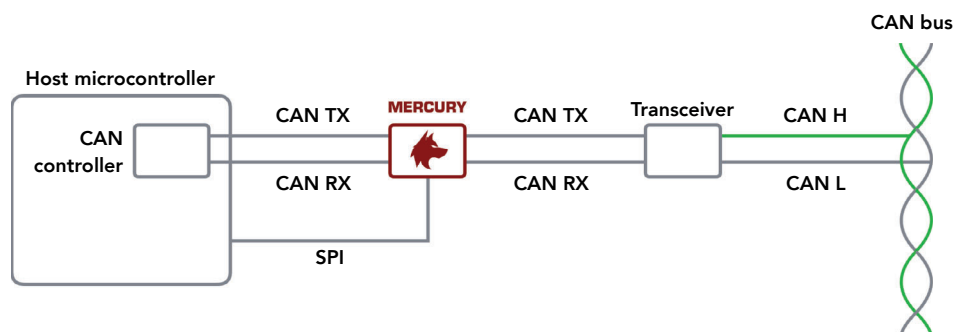 CAN bus
Host microcontroller
CAN TX
MERCURY
CAN TX
Transceiver
CAN H
CAN
controller
CAN RX
CAN RX
CAN L
SPI